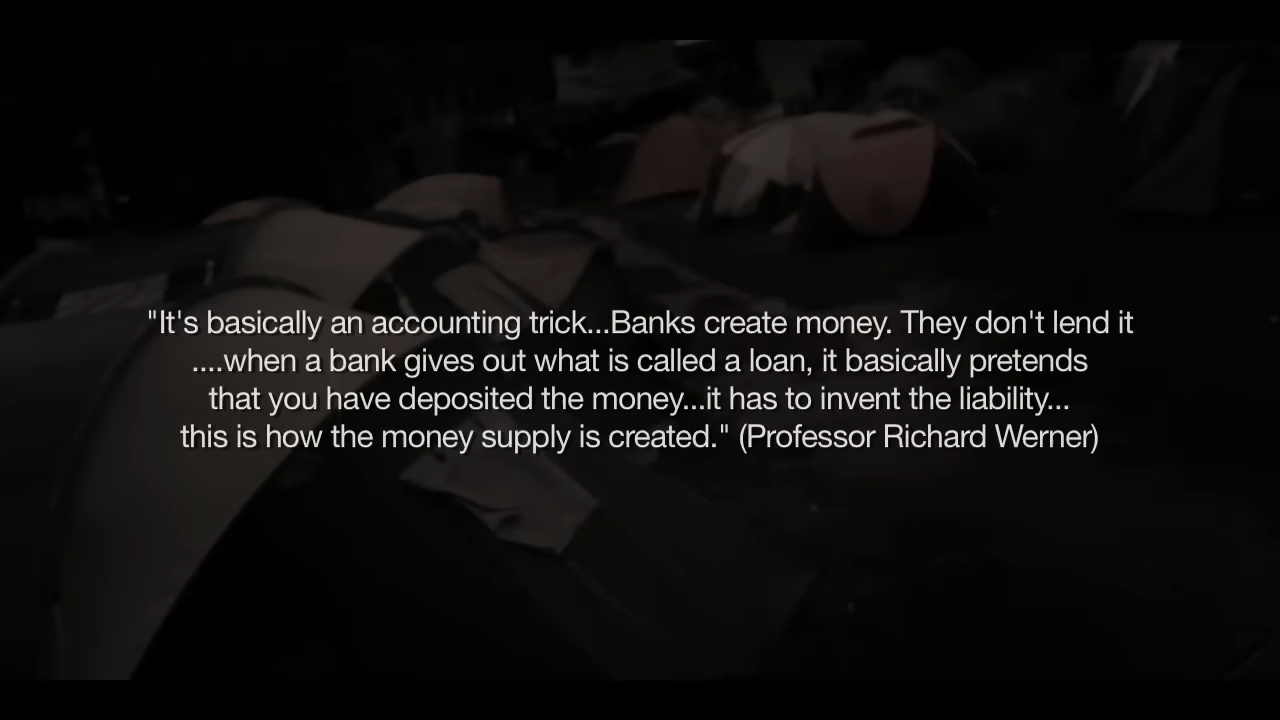 "It's basically an accounting trick...Banks create money. They don't lend it
....when a bank gives out what is called a loan, it basically pretends
that you have deposited the money...it has to invent the liability...
this is how the money supply is created." (Professor Richard Werner)